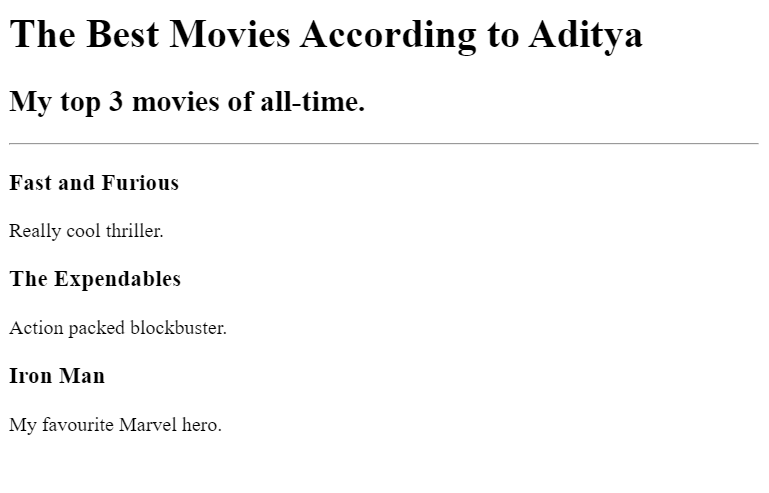 The Best Movies According to Aditya
My top 3 movies of all-time.
Fast and Furious
Really cool thriller.
The Expendables
Action packed blockbuster.
Iron Man
My favourite Marvel hero.